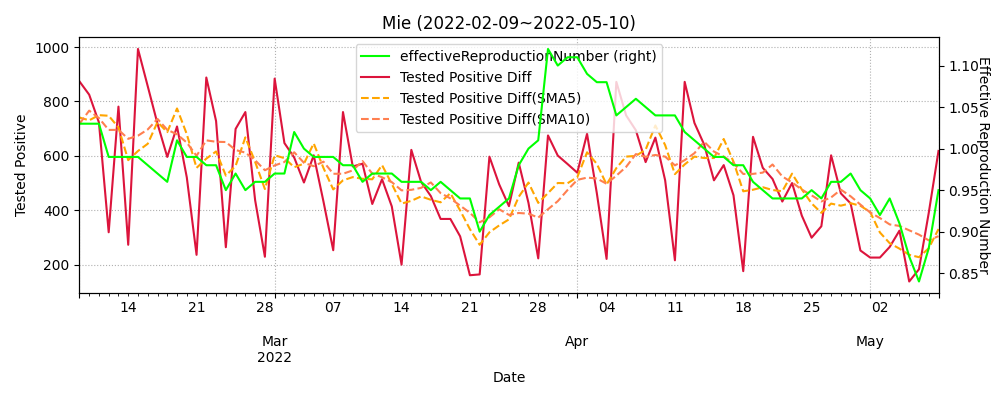 Mie (2022-02-09~2022-05-10)
effectiveReproductionNumber (right)
Tested Positive Diff
Tested Positive Diff(SMA5)
Tested Positive Diff(SMA10)
Tested Positive
1000
800
600
400
200
1.10
1.05
1.00
0.95
0.90
0.85
Effective Reproduction Number
14 21 28 07 14 21 28 04 11 18 25 02
Mar Apr May
2022
Date